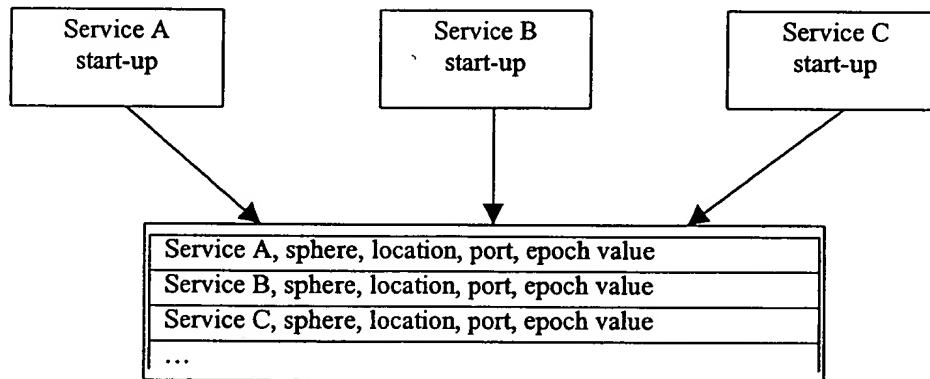 Service A
start-up
Service B
start-up
Service C
start-up
Service A, sphere, location, port, epoch value
Service B, sphere, location, port, epoch value
Service C, sphere, location, port, epoch value
...